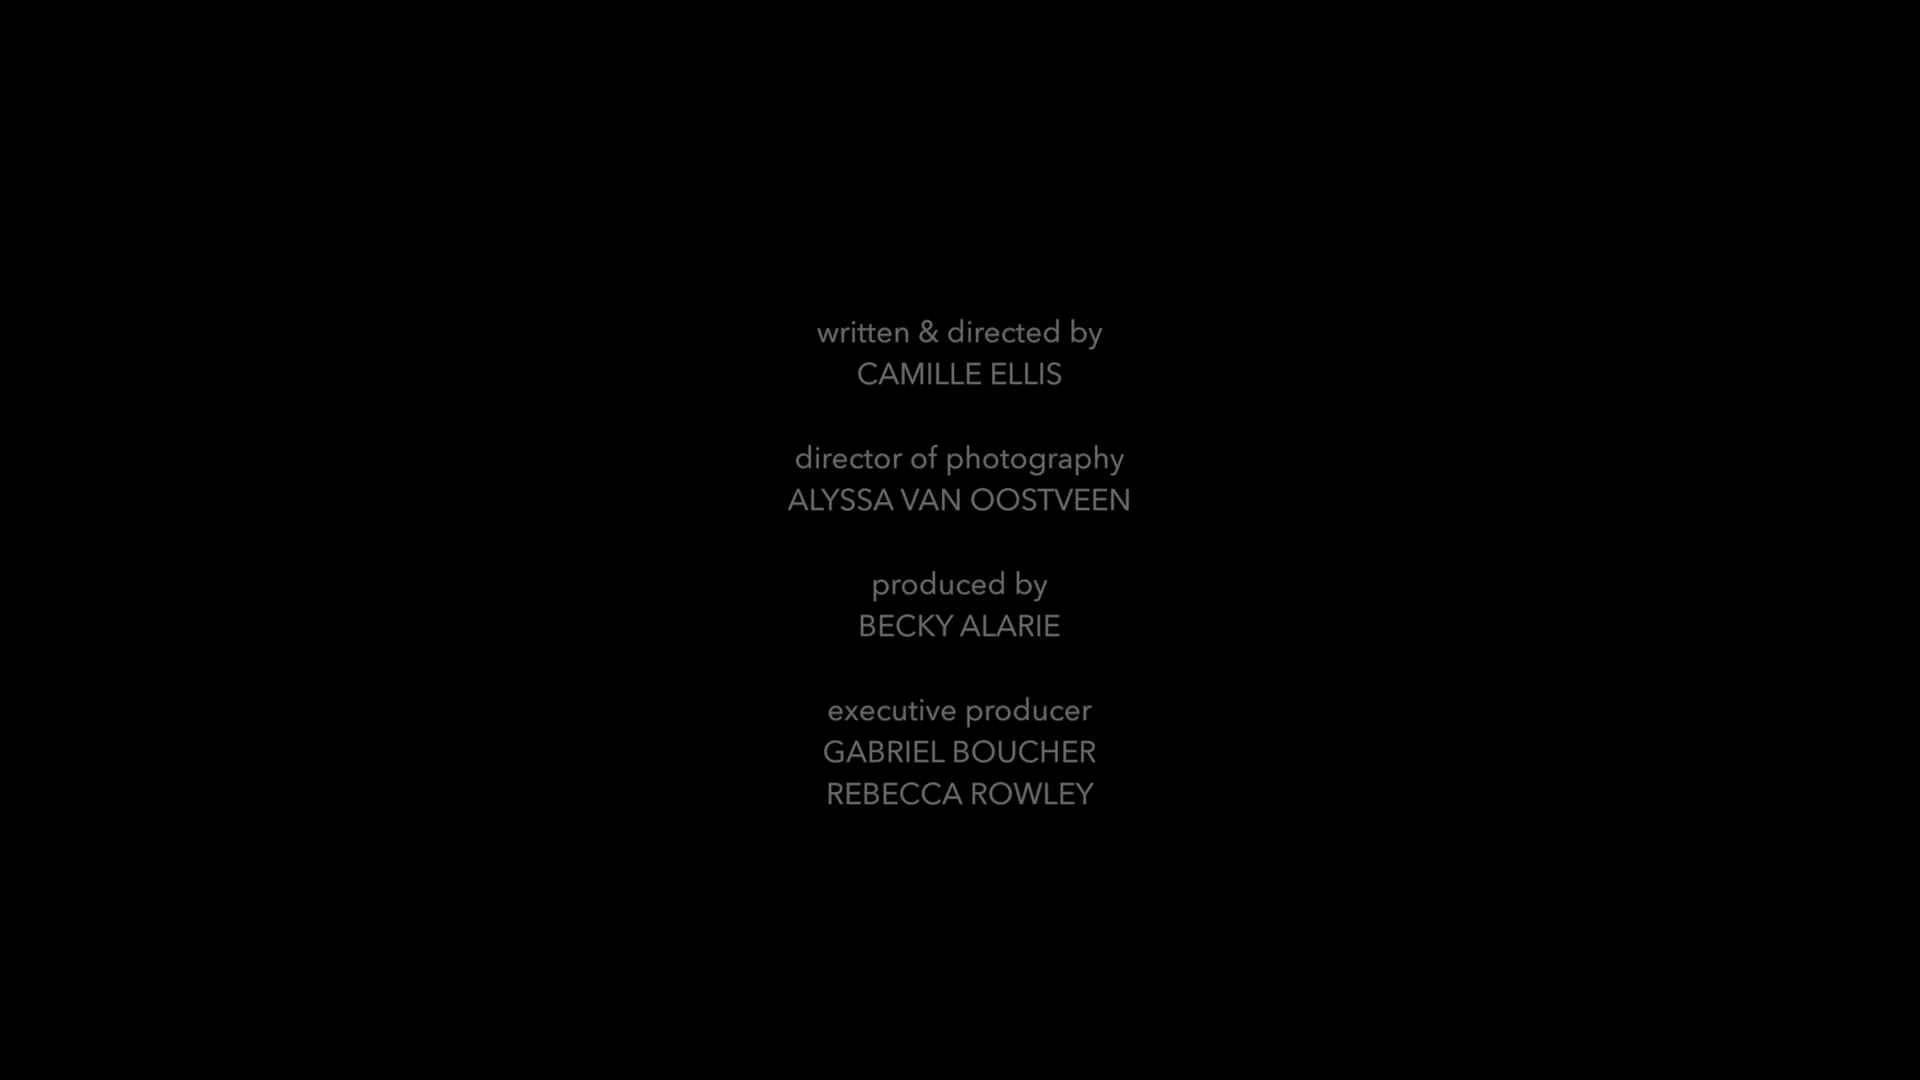 written & directed by
CAMILLE ELLIS
director of photography
ALYSSA VAN OOSTVEEN
produced by
BECKY ALARIE
executive producer
GABRIEL BOUCHER
REBECCA ROWLEY